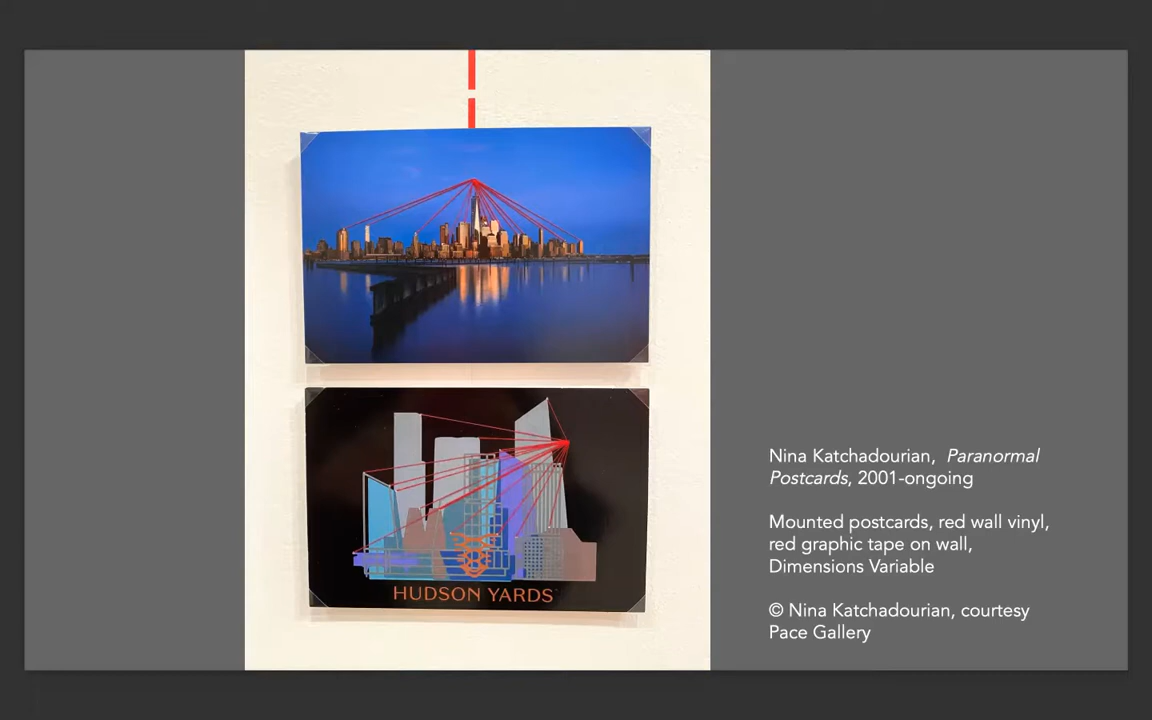 HUDSON YARDS
Nina Katchadourian, Paranormal
Postcards, 2001-ongoing
Mounted postcards, red wall vinyl,
red graphic tape on wall,
Dimensions Variable
© Nina Katchadourian, courtesy
Pace Gallery